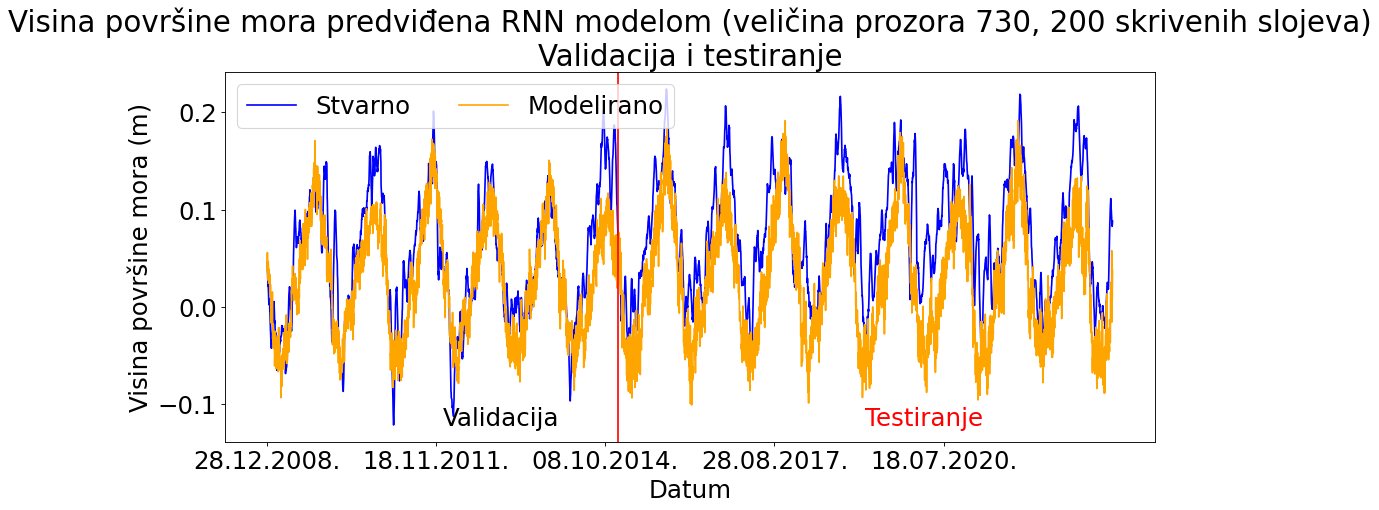 Visina površine mora predviđena RNN modelom (veličina prozora 730, 200 skrivenih slojeva)
Validacija i testiranje
Stvarno Modelirano
Visina površine mora (m)
0.2
0.1
0.0
−0.1
Validacija Testiranje
28.12.2008. 18.11.2011. 08.10.2014. 28.08.2017. 18.07.2020.
Datum